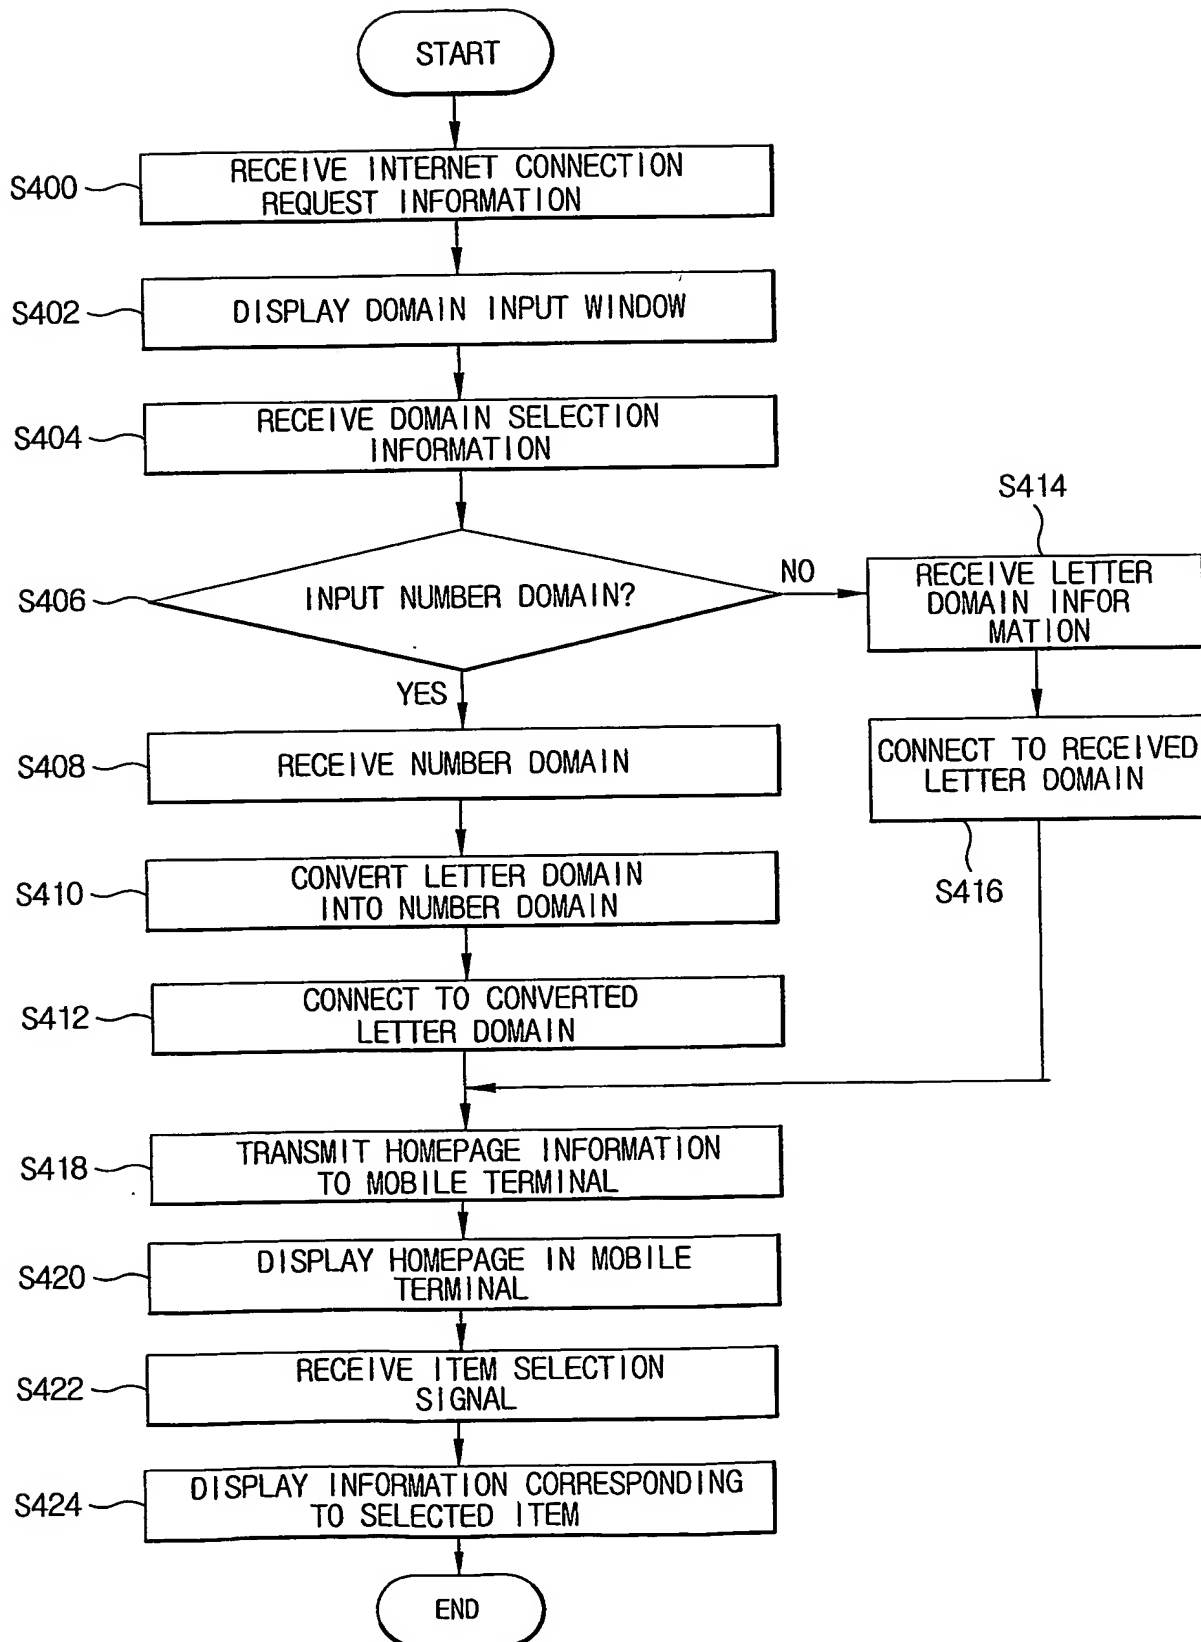 START
S400
RECEIVE INTERNET CONNECTION
REQUEST INFORMATION
S402
DISPLAY DOMAIN INPUT WINDOW
S404
RECEIVE DOMAIN SELECTION
INFORMATION
S406
INPUT NUMBER DOMAIN?
NO
S414
RECEIVE LETTER
DOMAIN INFOR
MATION
YES
S408
RECEIVE NUMBER DOMAIN
CONNECT TO RECEIVED
LETTER DOMAIN
S416
S410
CONVERT LETTER DOMAIN
INTO NUMBER DOMAIN
S412
CONNECT TO CONVERTED
LETTER DOMAIN
S418
TRANSMIT HOMEPAGE INFORMATION
TO MOBILE TERMINAL
S420
DISPLAY HOMEPAGE IN MOBILE
TERMINAL
S422
RECEIVE ITEM SELECTION
SIGNAL
S424
DISPLAY INFORMATION CORRESPONDING
TO SELECTED ITEM
END